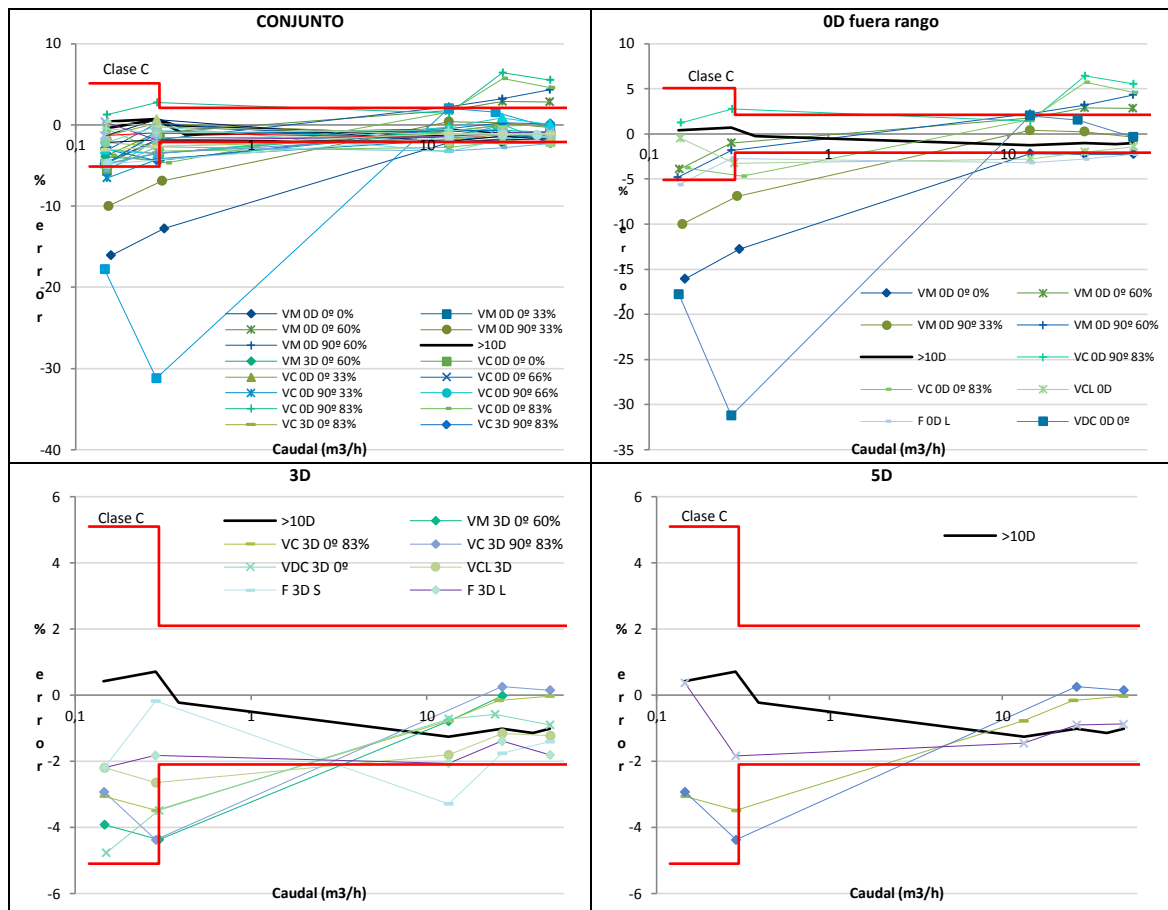 CONJUNTO
10
5
0
-5
-10
-20
-30
-40
0,1
1
10
Clase C
%
e
r
r
o
r
VM 0D 0º 0%
VM 0D 0º 33%
VM 0D 0º 60%
VM 0D 90º 33%
VM 0D 90º 60%
>10D
VM 3D 0º 60%
VC 0D 0º 0%
VC 0D 0º 33%
VC 0D 0º 66%
VC 0D 90º 33%
VC 0D 90º 66%
VC 0D 90º 83%
VC 0D 0º 83%
VC 3D 0º 83%
VC 3D 90º 83%
Caudal (m3/h)
0D fuera rango
10
5
0
-5
-10
-15
-20
-25
-30
-35
0,1
1
10
Clase C
%
e
r
r
o
r
VM 0D 0º 0%
VM 0D 0º 60%
VM 0D 90º 33%
VM 0D 90º 60%
>10D
VC 0D 90º 83%
VC 0D 0º 83%
VCL 0D
F 0D L
VDC 0D 0º
Caudal (m3/h)
3D
6
4
2
0
-2
-4
-6
0,1
1
10
Clase C
%
e
r
r
o
r
>10D
VM 3D 0º 60%
VC 3D 0º 83%
VC 3D 90º 83%
VDC 3D 0º
VCL 3D
F 3D S
F 3D L
Caudal (m3/h)
5D
6
4
2
0
-2
-4
-6
0,1
1
10
Clase C
%
e
r
r
o
r
>10D
Caudal (m3/h)